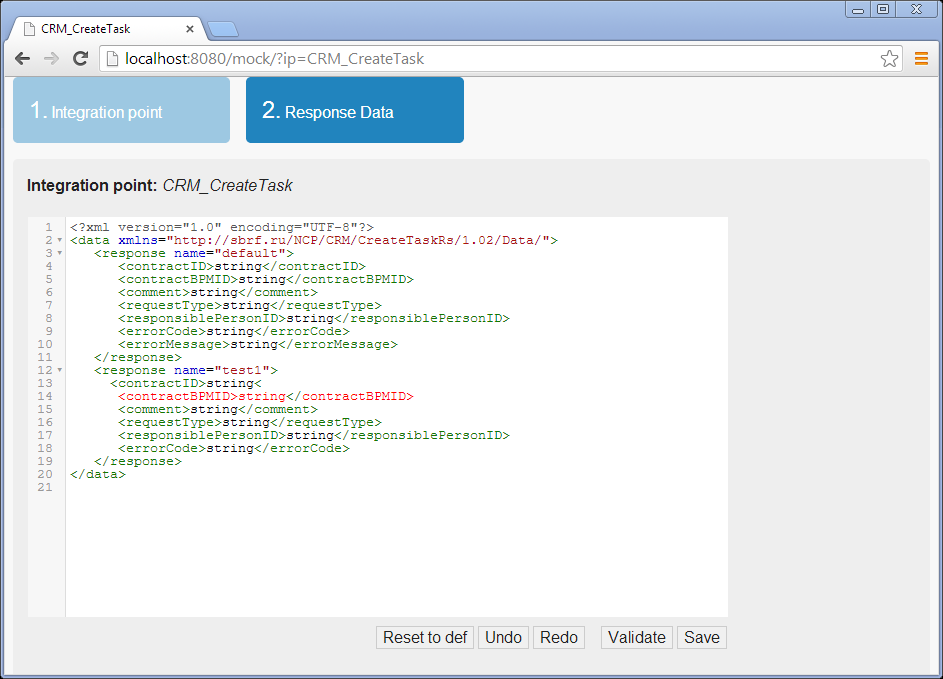 CRM_CreateTask
localhost:8080/mock/?ip=CRM_CreateTask
1. Integration point
2. Response Data
Integration point: CRM_CreateTask
1 <?xml version="1.0" encoding="UTF-8"?>
2 <data xmlns="http://sbrf.ru/NCP/CRM/CreateTaskRs/1.02/Data/">
3 <response name="default">
4 <contractID>string</contractID>
5 <contractBPMID>string</contractBPMID>
6 <comment>string</comment>
7 <requestType>string</requestType>
8 <responsiblePersonID>string</responsiblePersonID>
9 <errorCode>string</errorCode>
10 <errorMessage>string</errorMessage>
11 </response>
12 <response name="test1">
13 <contractID>string<
14 <contractBPMID>string</contractBPMID>
15 <comment>string</comment>
16 <requestType>string</requestType>
17 <responsiblePersonID>string</responsiblePersonID>
18 <errorCode>string</errorCode>
19 </response>
20 </data>
21
Reset to def Undo Redo Validate Save